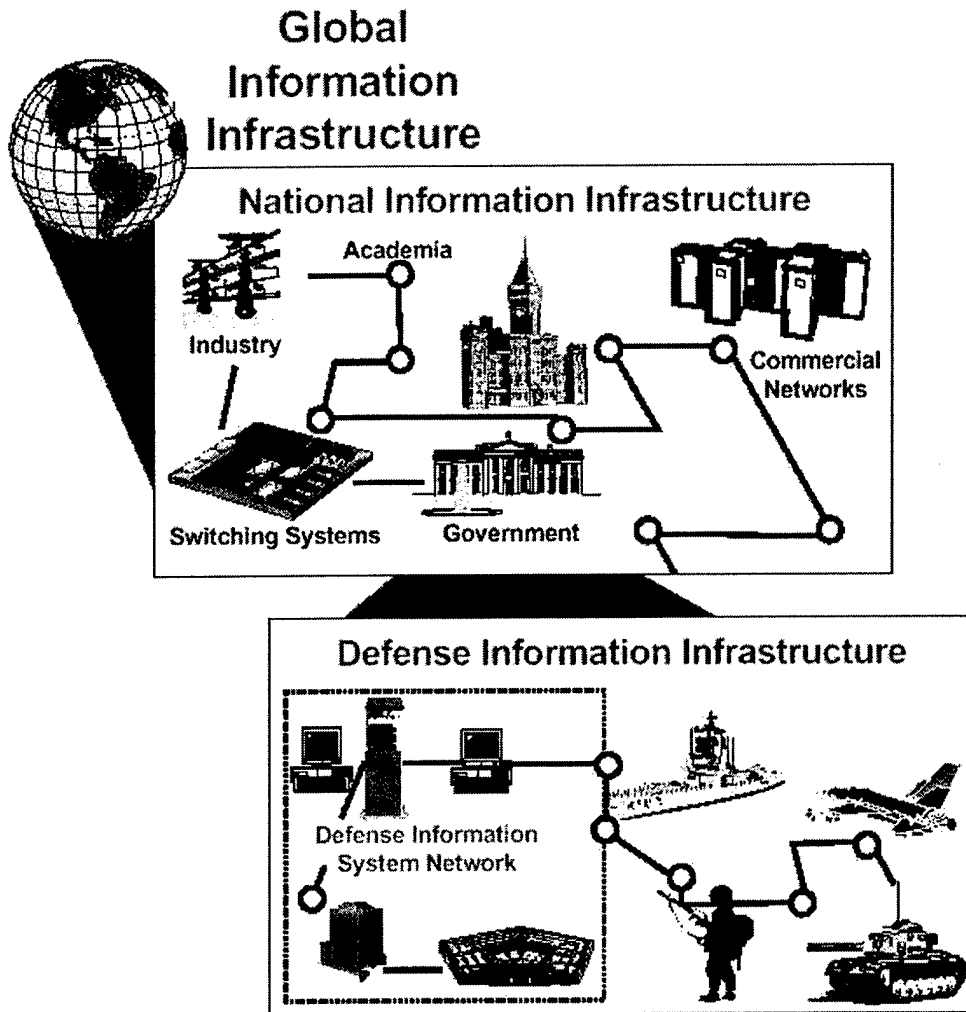 Global
Information
Infrastructure
National Information Infrastructure
Academia
Industry
Commercial
Networks
Switching Systems
Government
Defense Information Infrastructure
Defense Information
System Network